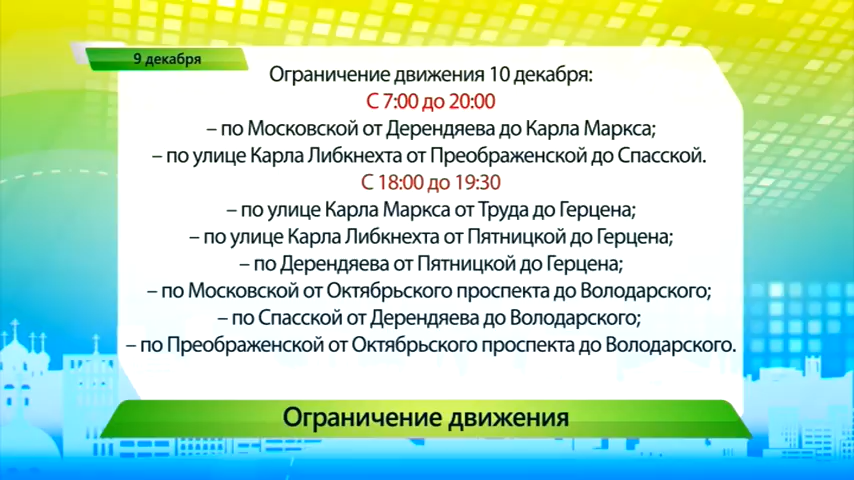 9 декабря
Ограничение движения 10 декабря:
С 7:00 до 20:00
– по Московской от Дерендяева до Карла Маркса;
– по улице Карла Либкнехта от Преображенской до Спасской.
С 18:00 до 19:30
– по улице Карла Маркса от Труда до Герцена;
– по улице Карла Либкнехта от Пятницкой до Герцена;
– по Дерендяева от Пятницкой до Герцена;
– по Московской от Октябрьского проспекта до Володарского;
– по Спасской от Дерендяева до Володарского;
– по Преображенской от Октябрьского проспекта до Володарского.
Ограничение движения